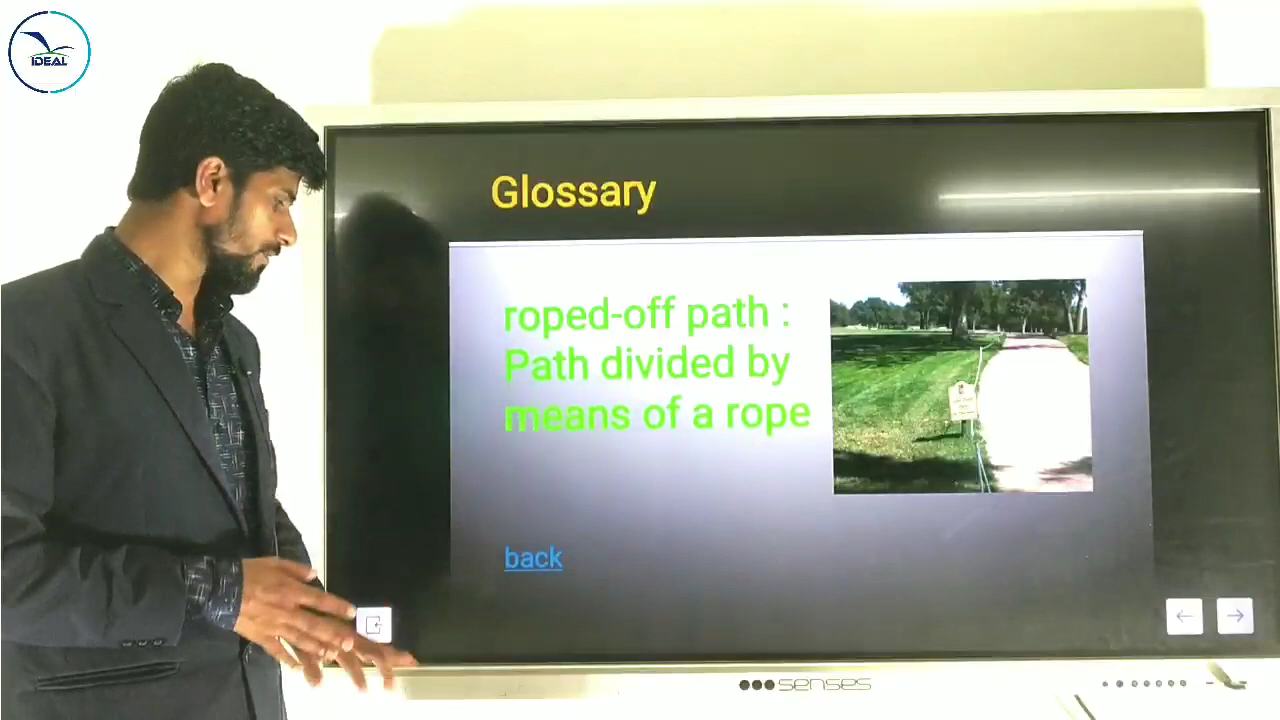 IDEAL
Glossary
roped-off path :
Path divided by
means of a rope
back
senses